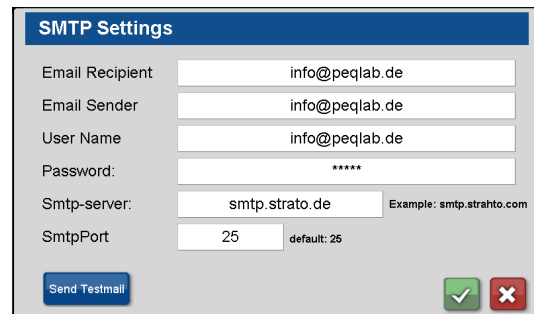 SMTP Settings
Email Recipient info@peqlab.de
Email Sender info@peqlab.de
User Name info@peqlab.de
Password: *****
Smtp-server: smtp.strato.de Example: smtp.strahto.com
SmtpPort 25 default: 25
Send Testmail